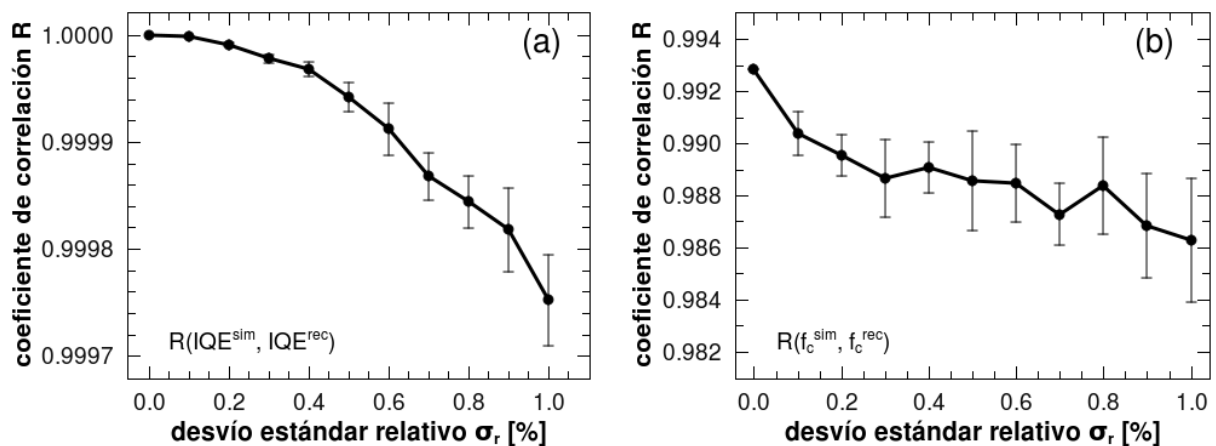 coeficiente de correlación R
1.0000
0.9999
0.9998
0.9997
(a)
R(IQE^sim, IQE^rec)
0.0 0.2 0.4 0.6 0.8 1.0
desvío estándar relativo σ_r [%]
coeficiente de correlación R
0.994
0.992
0.990
0.988
0.986
0.984
0.982
(b)
R(f_c^sim, f_c^rec)
0.0 0.2 0.4 0.6 0.8 1.0
desvío estándar relativo σ_r [%]